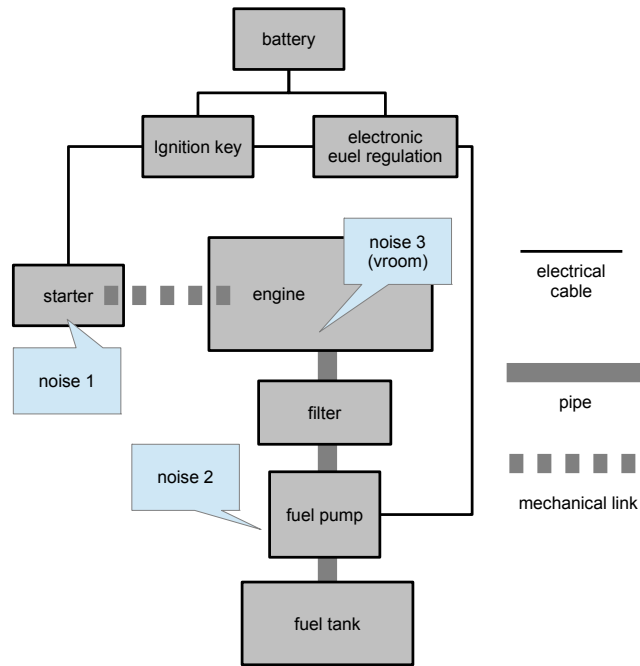 battery
Ignition key
electronic
euel regulation
noise 3
(vroom)
starter
engine
electrical
cable
noise 1
filter
pipe
noise 2
fuel pump
mechanical link
fuel tank